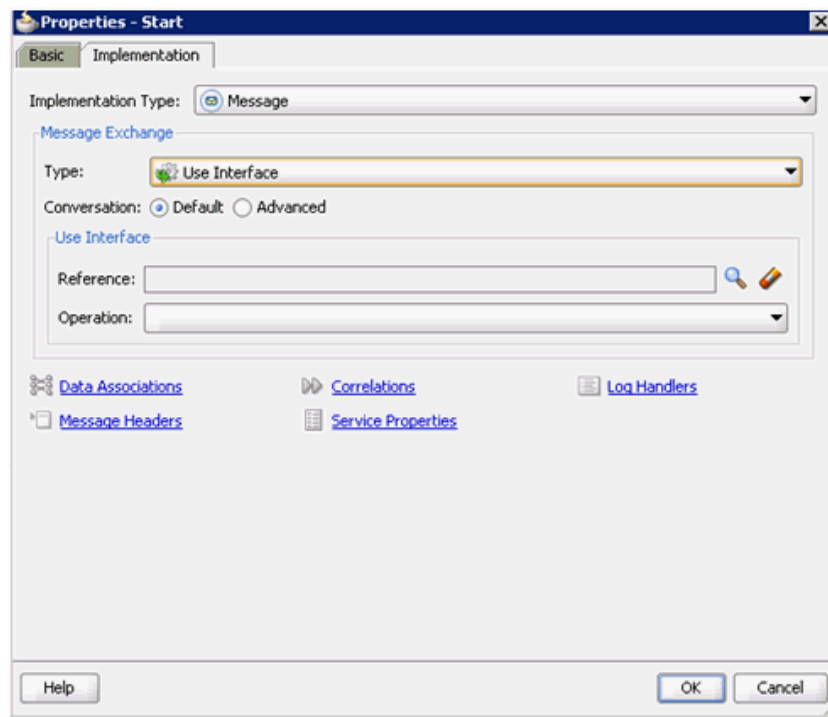 Properties - Start
Basic Implementation
Implementation Type: Message
Message Exchange
Type: Use Interface
Conversation: Default Advanced
Use Interface
Reference:
Operation:
Data Associations Correlations Log Handlers
Message Headers Service Properties
Help OK Cancel